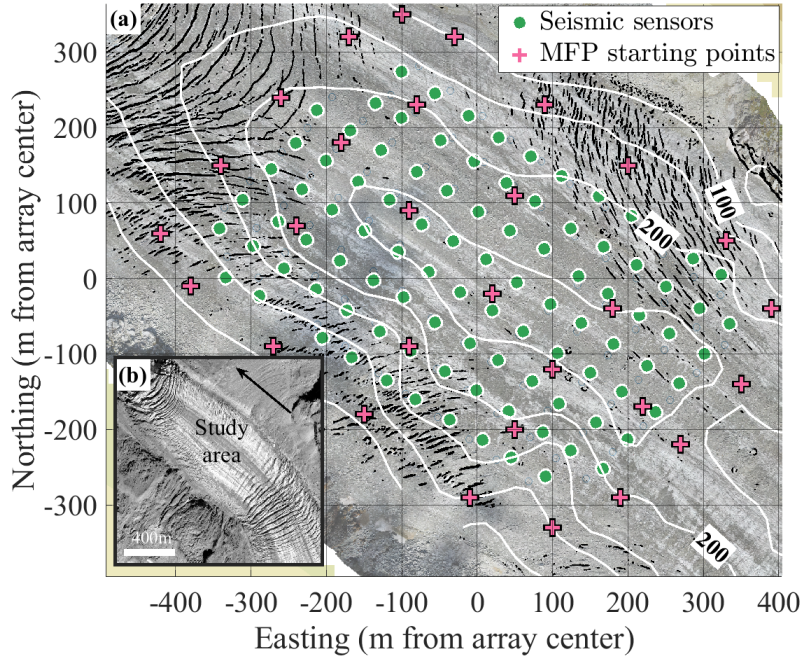 (a)
Seismic sensors
MFP starting points
300
200
100
0
-100
-200
-300
Northing (m from array center)
100
200
200
(b)
Study
area
400m
-400
-300
-200
-100
0
100
200
300
400
Easting (m from array center)